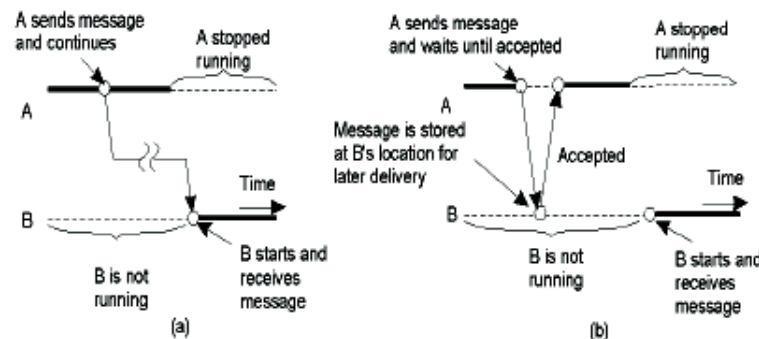 A sends message
and continues
A stopped
running
A
Time
B
B is not
running
B starts and
receives
message
(a)
A sends message
and waits until accepted
A stopped
running
A
Message is stored
at B's location for
later delivery
Accepted
Time
B
B is not
running
B starts and
receives
message
(b)